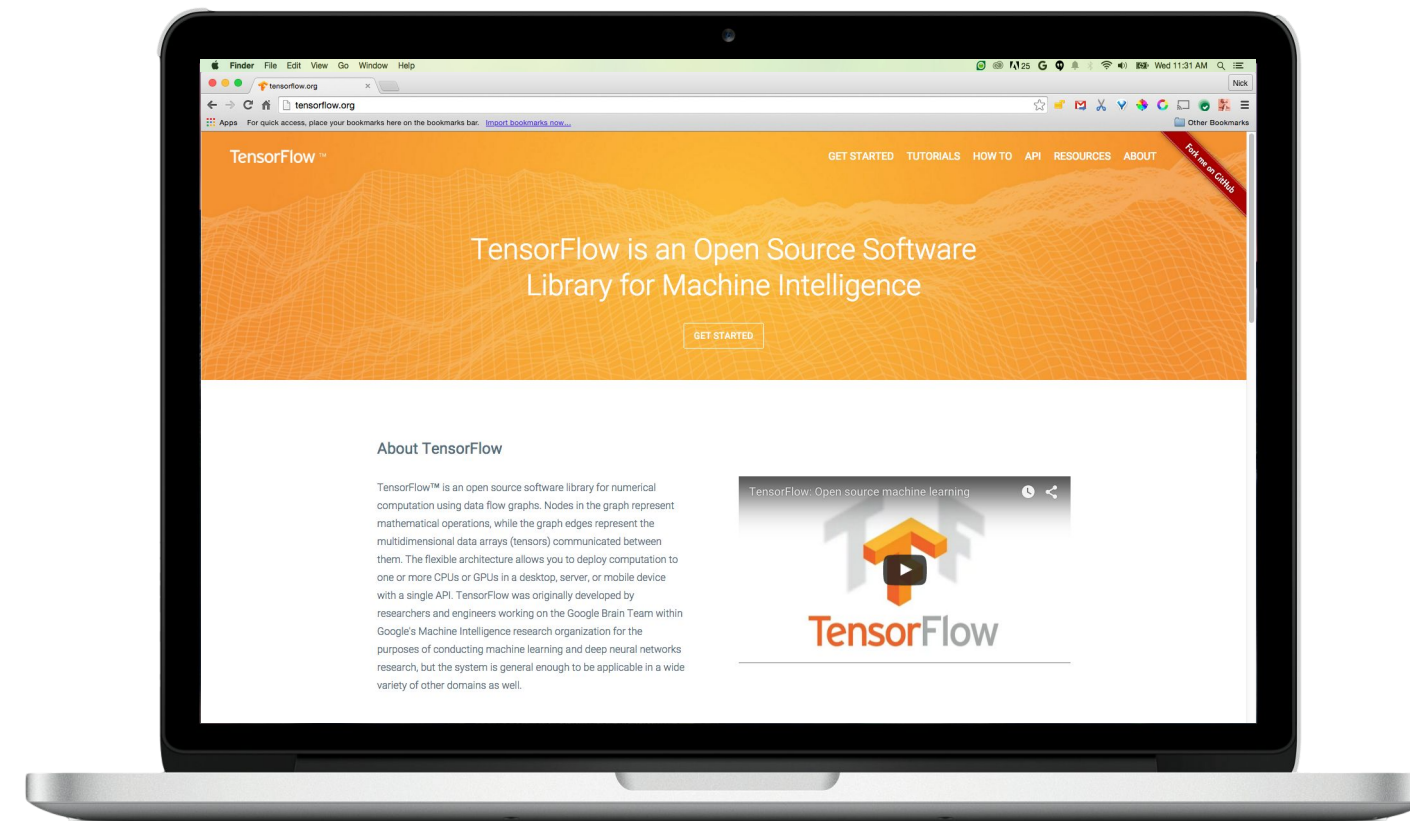 Finder File Edit View Go Window Help
25
Wed 11:31 AM
tensorflow.org
Nick
tensorflow.org
Apps For quick access, place your bookmarks here on the bookmarks bar. Import bookmarks now...
Other Bookmarks
TensorFlow ™
GET STARTED TUTORIALS HOW TO API RESOURCES ABOUT
Fork me on GitHub
TensorFlow is an Open Source Software
Library for Machine Intelligence
GET STARTED
About TensorFlow
TensorFlow™ is an open source software library for numerical
computation using data flow graphs. Nodes in the graph represent
mathematical operations, while the graph edges represent the
multidimensional data arrays (tensors) communicated between
them. The flexible architecture allows you to deploy computation to
one or more CPUs or GPUs in a desktop, server, or mobile device
with a single API. TensorFlow was originally developed by
researchers and engineers working on the Google Brain Team within
Google's Machine Intelligence research organization for the
purposes of conducting machine learning and deep neural networks
research, but the system is general enough to be applicable in a wide
variety of other domains as well.
TensorFlow: Open source machine learning
TensorFlow